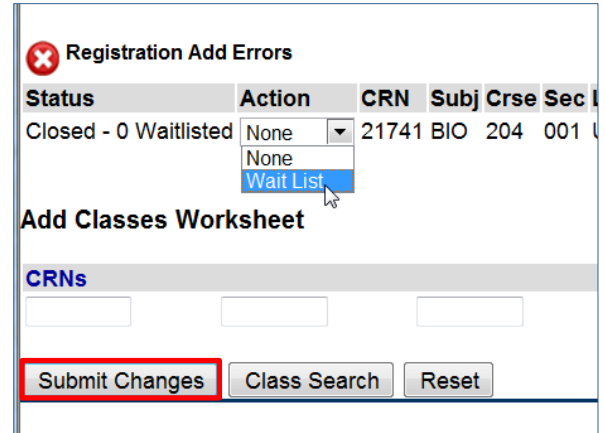 Registration Add Errors
Status Action CRN Subj Crse Sec
Closed - 0 Waitlisted None 21741 BIO 204 001
None
Wait List
Add Classes Worksheet
CRNs
Submit Changes Class Search Reset